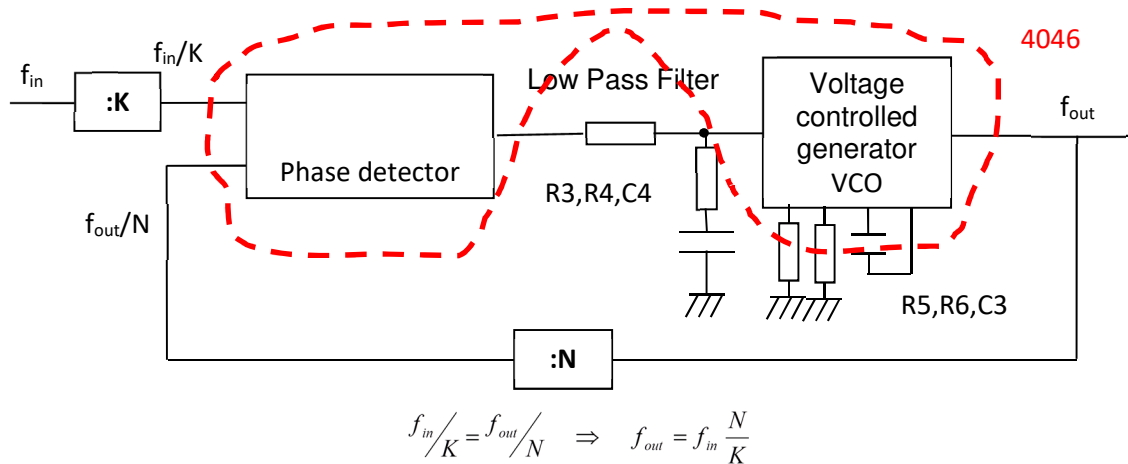 4046
f_in/K
f_in
:K
Low Pass Filter
Voltage
controlled
generator
VCO
f_out
Phase detector
R3,R4,C4
f_out/N
R5,R6,C3
:N
f_in/K = f_out/N ⇒ f_out = f_in N/K